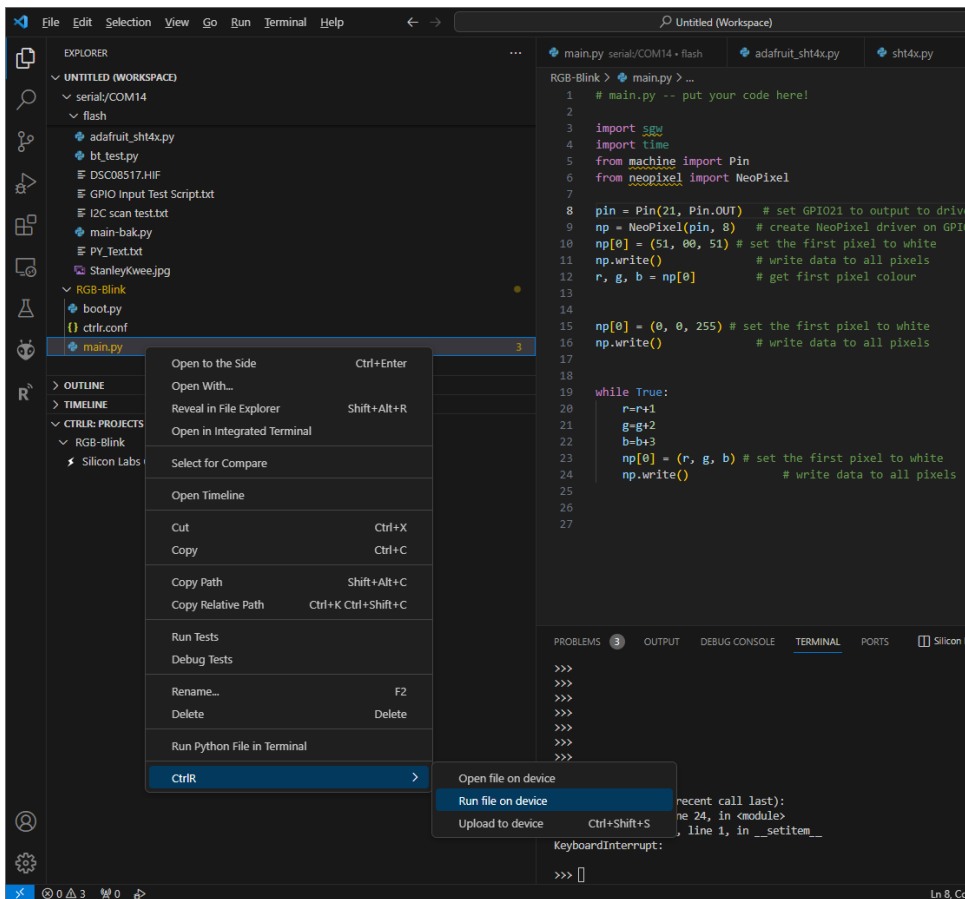 File Edit Selection View Go Run Terminal Help
Untitled (Workspace)
EXPLORER
UNTITLED (WORKSPACE)
serial:/COM14
flash
adafruit_sht4x.py
bt_test.py
DSC08517.HIF
GPIO Input Test Script.txt
I2C scan test.txt
main-bak.py
PY_Text.txt
StanleyKwee.jpg
RGB-Blink
boot.py
ctrlr.conf
main.py 3
OUTLINE
TIMELINE
CTRLR: PROJECTS
RGB-Blink
Silicon Labs
Open to the Side Ctrl+Enter
Open With...
Reveal in File Explorer Shift+Alt+R
Open in Integrated Terminal
Select for Compare
Open Timeline
Cut Ctrl+X
Copy Ctrl+C
Copy Path Shift+Alt+C
Copy Relative Path Ctrl+K Ctrl+Shift+C
Run Tests
Debug Tests
Rename... F2
Delete Delete
Run Python File in Terminal
CtrlR
Open file on device
Run file on device
Upload to device Ctrl+Shift+S
main.py serial:/COM14 • flash adafruit_sht4x.py sht4x.py
RGB-Blink > main.py > ...
1 # main.py -- put your code here!
2
3 import sgw
4 import time
5 from machine import Pin
6 from neopixel import NeoPixel
7
8 pin = Pin(21, Pin.OUT) # set GPIO21 to output to drive
9 np = NeoPixel(pin, 8) # create NeoPixel driver on GPI
10 np[0] = (51, 00, 51) # set the first pixel to white
11 np.write() # write data to all pixels
12 r, g, b = np[0] # get first pixel colour
13
14
15 np[0] = (0, 0, 255) # set the first pixel to white
16 np.write() # write data to all pixels
17
18
19 while True:
20 r=r+1
21 g=g+2
22 b=b+3
23 np[0] = (r, g, b) # set the first pixel to white
24 np.write() # write data to all pixels
25
26
27
PROBLEMS 3 OUTPUT DEBUG CONSOLE TERMINAL PORTS Silicon
>>>
>>>
>>>
>>>
>>>
>>>
>>>
recent call last):
ne 24, in <module>
, line 1, in __setitem__
KeyboardInterrupt:
>>>
0 3 0
Ln 8, Co